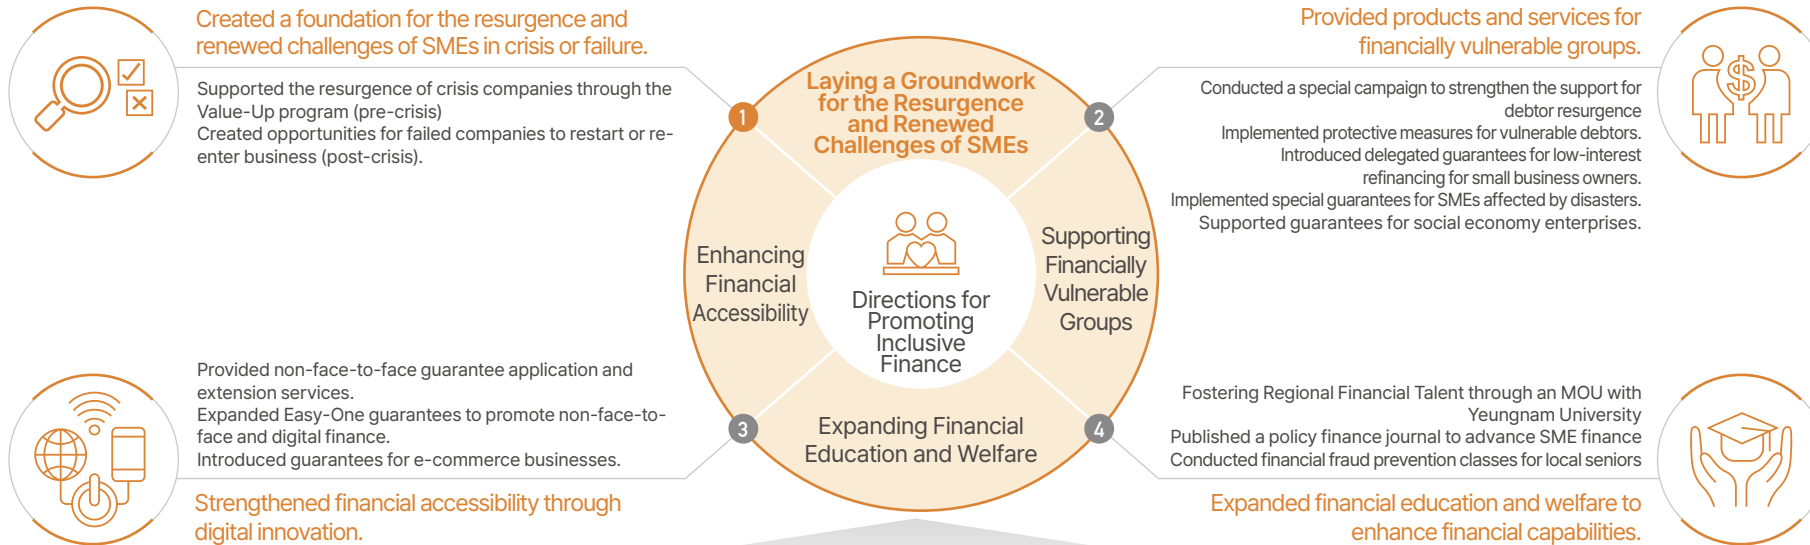 Created a foundation for the resurgence and
renewed challenges of SMEs in crisis or failure.
Supported the resurgence of crisis companies through the
Value-Up program (pre-crisis)
Created opportunities for failed companies to restart or re-
enter business (post-crisis).
Provided products and services for
financially vulnerable groups.
Conducted a special campaign to strengthen the support for
debtor resurgence
Implemented protective measures for vulnerable debtors.
Introduced delegated guarantees for low-interest
refinancing for small business owners.
Implemented special guarantees for SMEs affected by disasters.
Supported guarantees for social economy enterprises.
1
Laying a Groundwork
for the Resurgence
and Renewed
Challenges of SMEs
2
Enhancing
Financial
Accessibility
Directions for
Promoting
Inclusive
Finance
Supporting
Financially
Vulnerable
Groups
3
Expanding Financial
Education and Welfare
4
Provided non-face-to-face guarantee application and
extension services.
Expanded Easy-One guarantees to promote non-face-to-
face and digital finance.
Introduced guarantees for e-commerce businesses.
Strengthened financial accessibility through
digital innovation.
Fostering Regional Financial Talent through an MOU with
Yeungnam University
Published a policy finance journal to advance SME finance
Conducted financial fraud prevention classes for local seniors
Expanded financial education and welfare to
enhance financial capabilities.
$